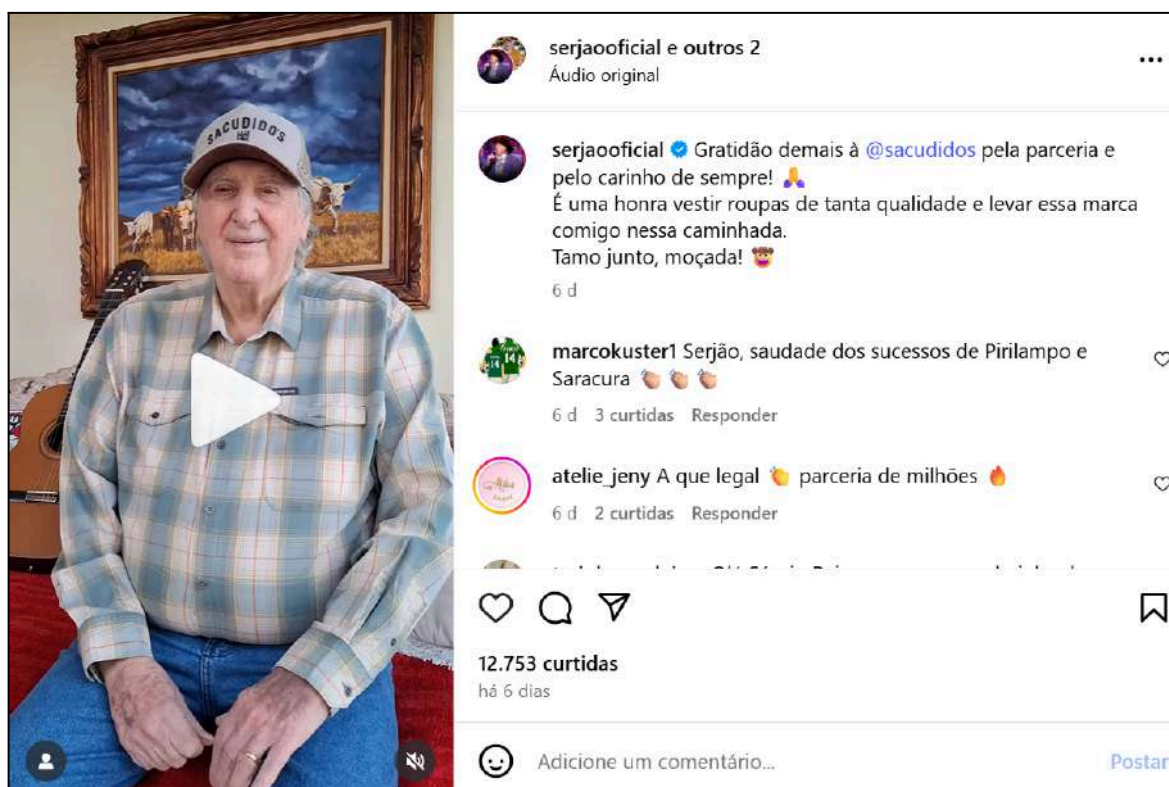 SACUDIDO'S
serjaooficial e outros 2
Áudio original
serjaooficial Gratidão demais à @sacudidos pela parceria e
pelo carinho de sempre! 🙏
É uma honra vestir roupas de tanta qualidade e levar essa marca
comigo nessa caminhada.
Tamo junto, moçada! 🤠
6 d
marcokuster1 Serjão, saudade dos sucessos de Pirilampo e
Saracura 👏🏻 👏🏻 👏🏻
6 d 3 curtidas Responder
atelie_jeny A que legal 👏 parceria de milhões 🔥
6 d 2 curtidas Responder
12.753 curtidas
há 6 dias
Adicione um comentário...
Postar